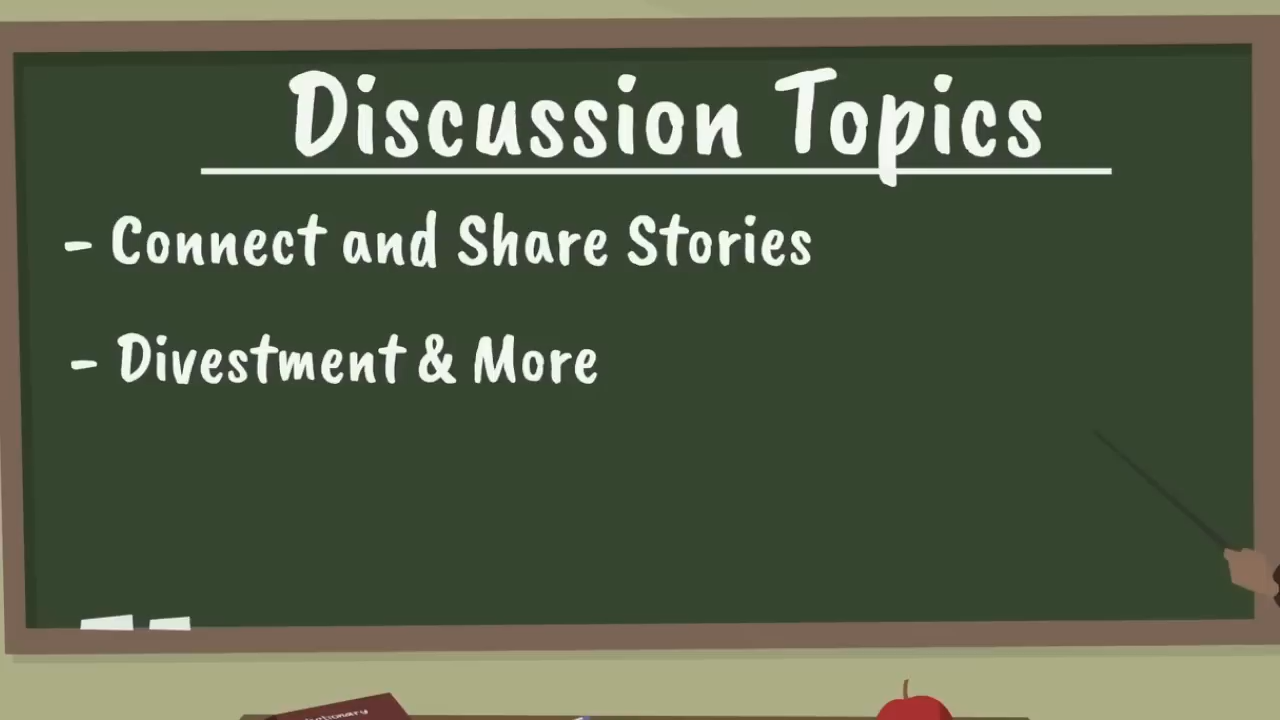 Discussion Topics
- Connect and Share Stories
- Divestment & More